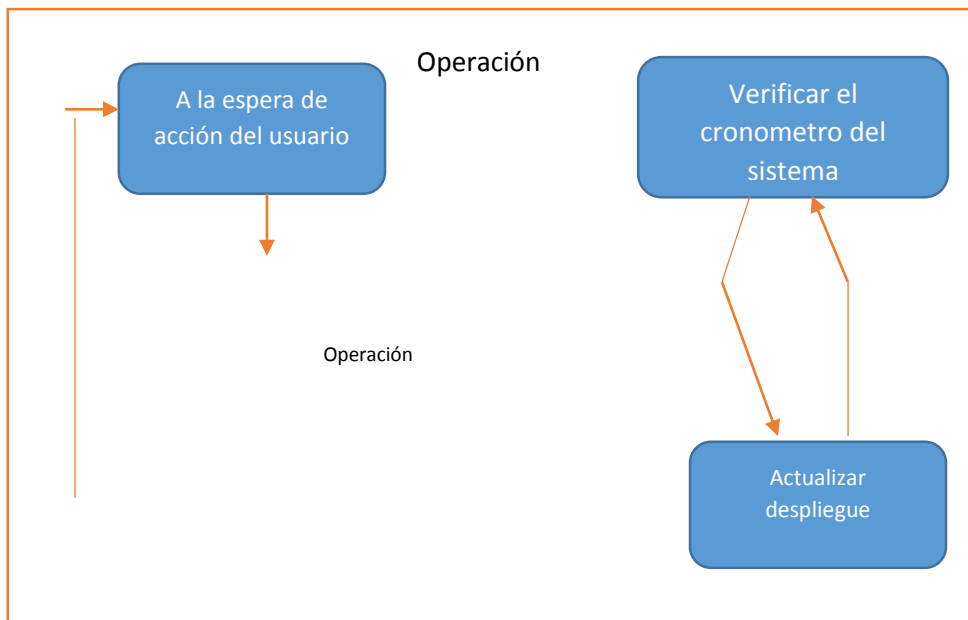 Operación
A la espera de
acción del usuario
Verificar el
cronometro del
sistema
Operación
Actualizar
despliegue